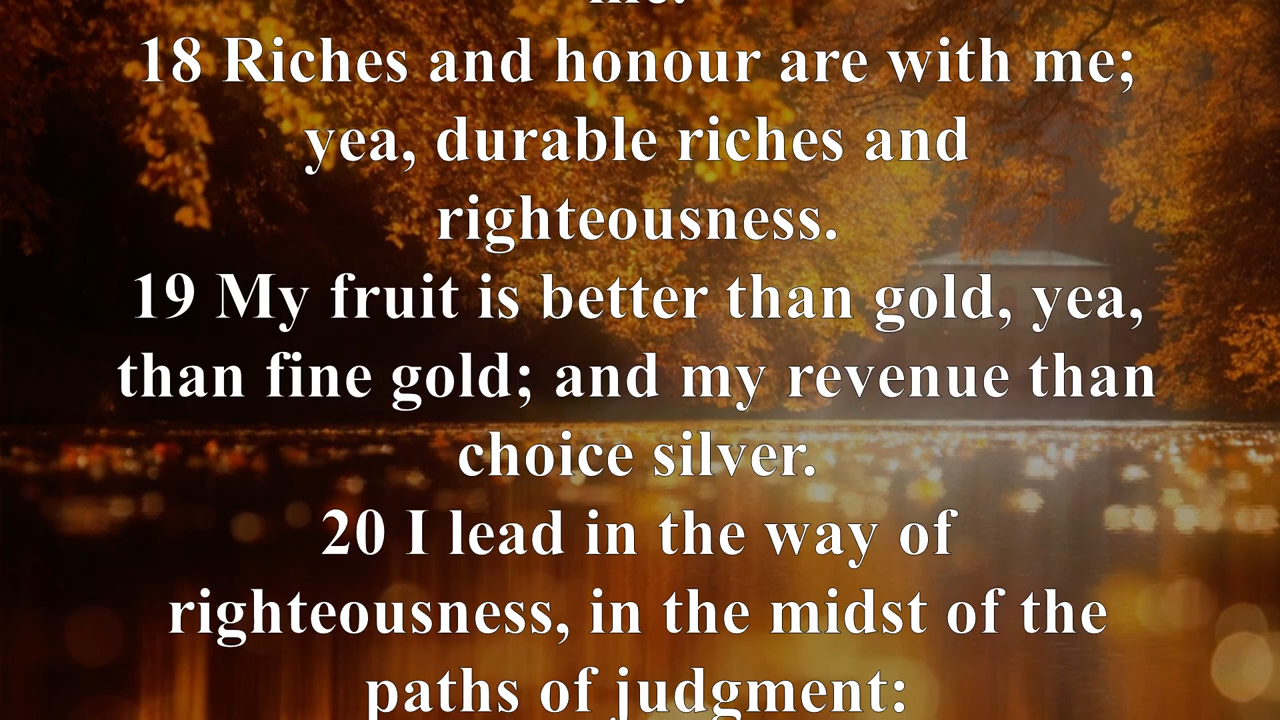 me.
18 Riches and honour are with me;
yea, durable riches and
righteousness.
19 My fruit is better than gold, yea,
than fine gold; and my revenue than
choice silver.
20 I lead in the way of
righteousness, in the midst of the
paths of judgment: